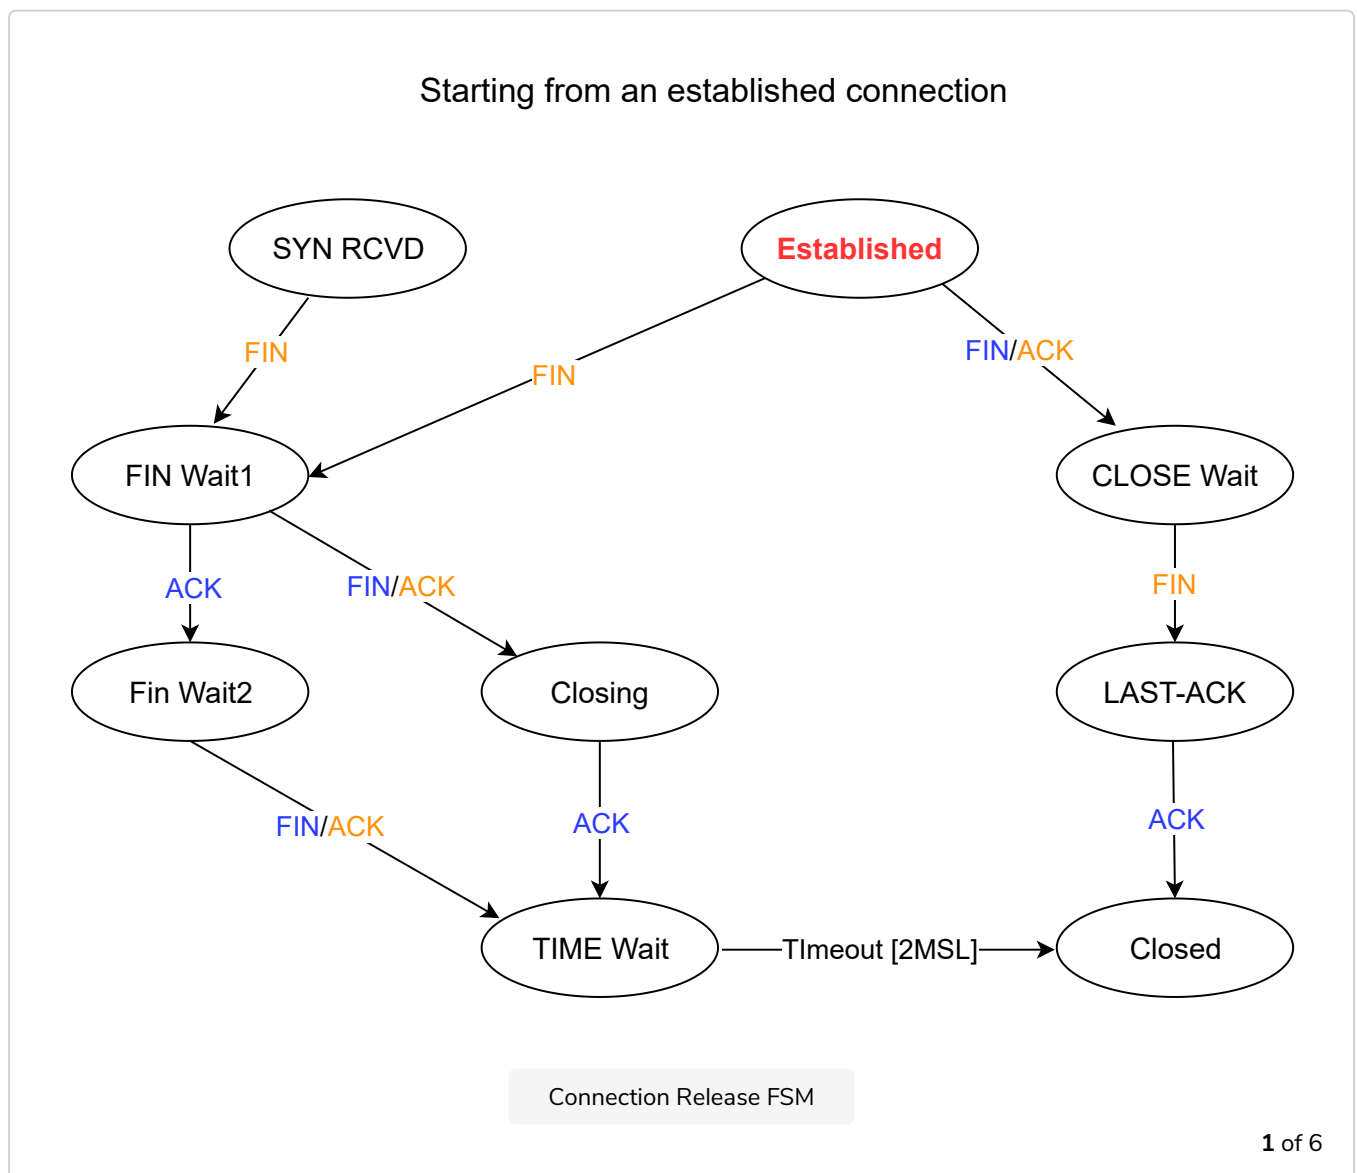 Starting from an established connection
SYN RCVD
Established
FIN
FIN
FIN/ACK
FIN Wait1
CLOSE Wait
ACK
FIN/ACK
FIN
Fin Wait2
Closing
LAST-ACK
FIN/ACK
ACK
ACK
TIME Wait
TImeout [2MSL]
Closed
Connection Release FSM
1 of 6